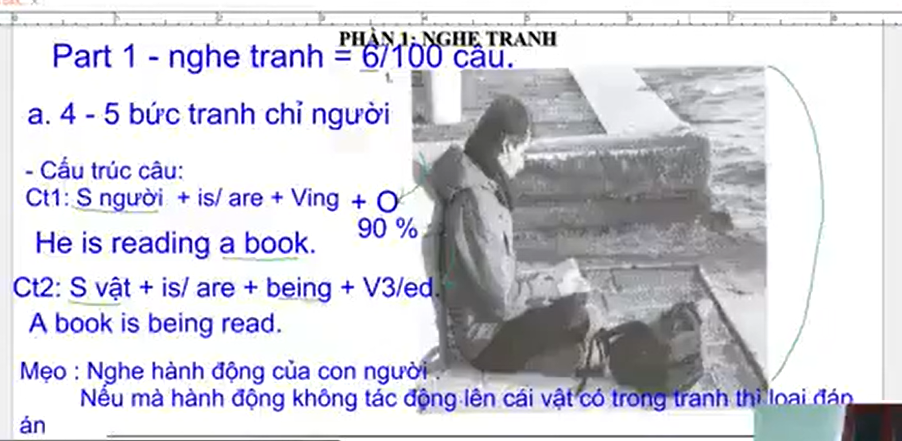 PHẦN 1: NGHE TRANH
Part 1 - nghe tranh = 6/100 câu.
1.
a. 4 - 5 bức tranh chỉ người
- Cấu trúc câu:
Ct1: S người + is/ are + Ving + O
90 %
He is reading a book.
Ct2: S vật + is/ are + being + V3/ed.
A book is being read.
Mẹo : Nghe hành động của con người .
Nếu mà hành động không tác động lên cái vật có trong tranh thì loại đáp
án